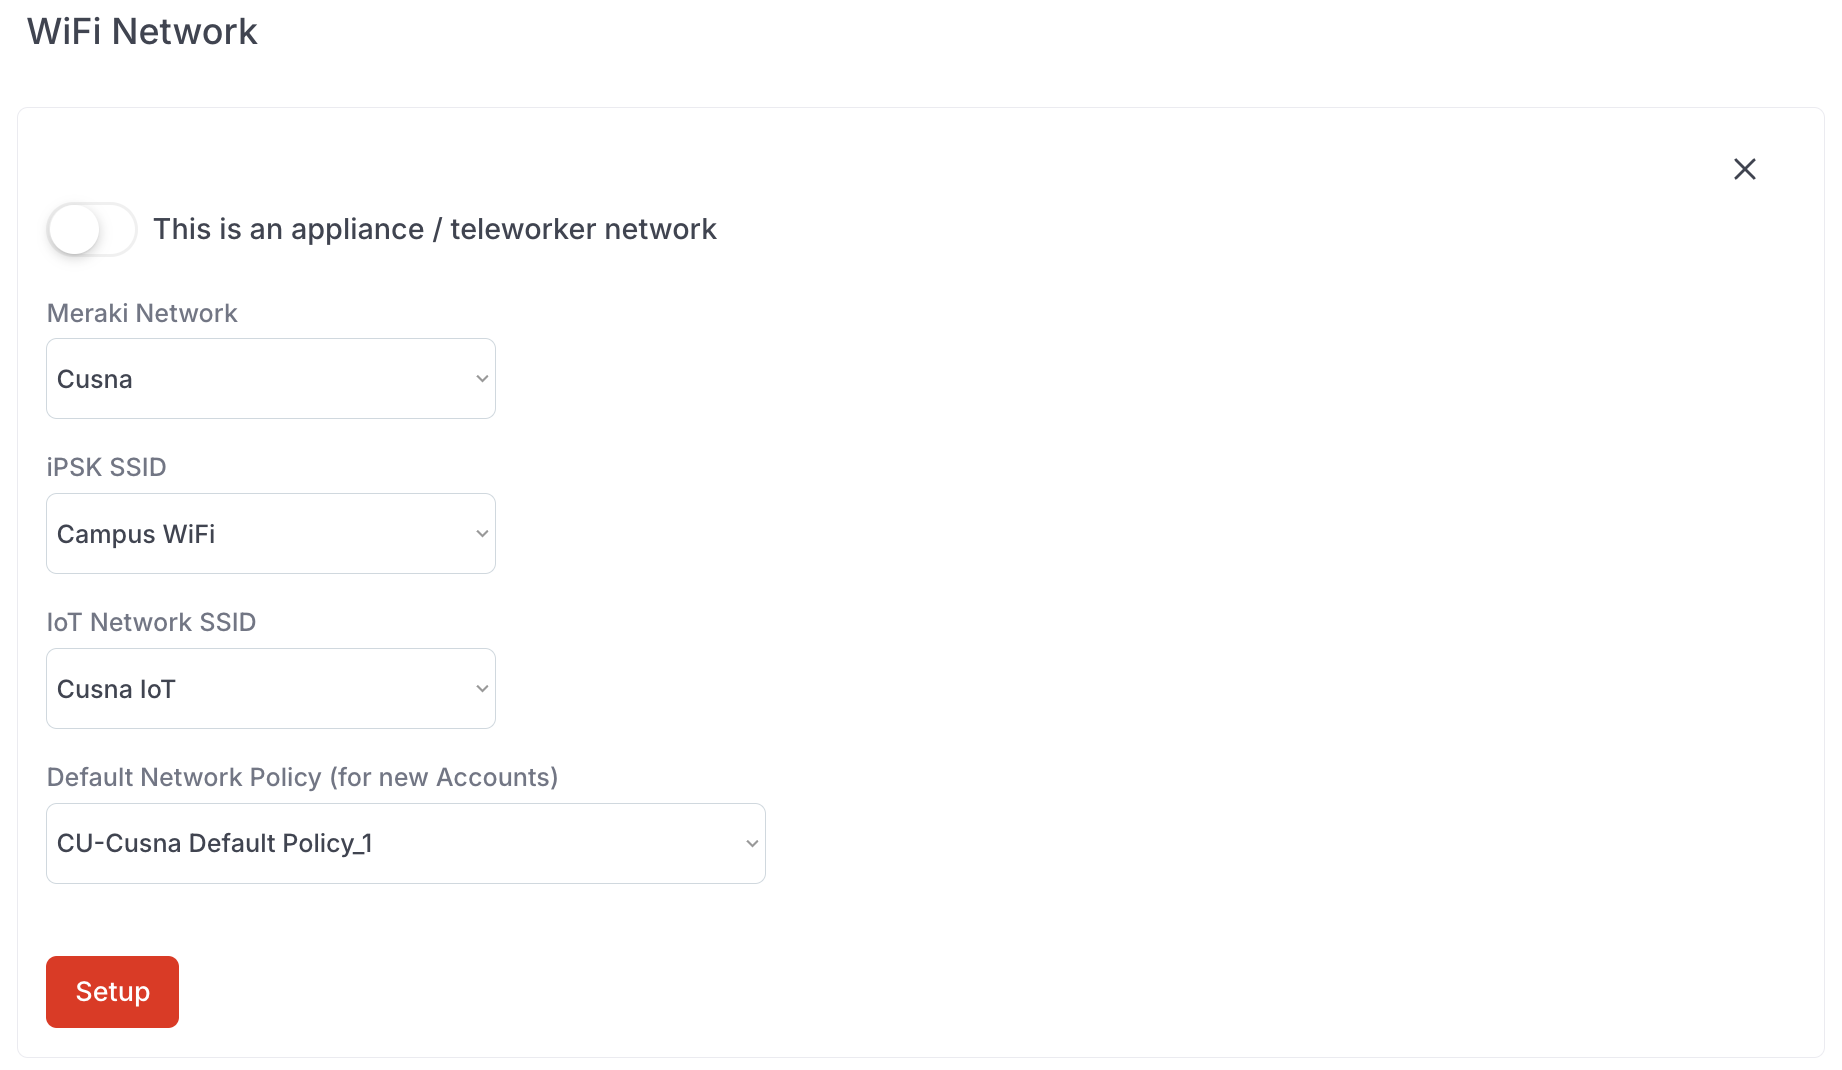 WiFi Network
This is an appliance / teleworker network
Meraki Network
Cusna
iPSK SSID
Campus WiFi
IoT Network SSID
Cusna IoT
Default Network Policy (for new Accounts)
CU-Cusna Default Policy_1
Setup